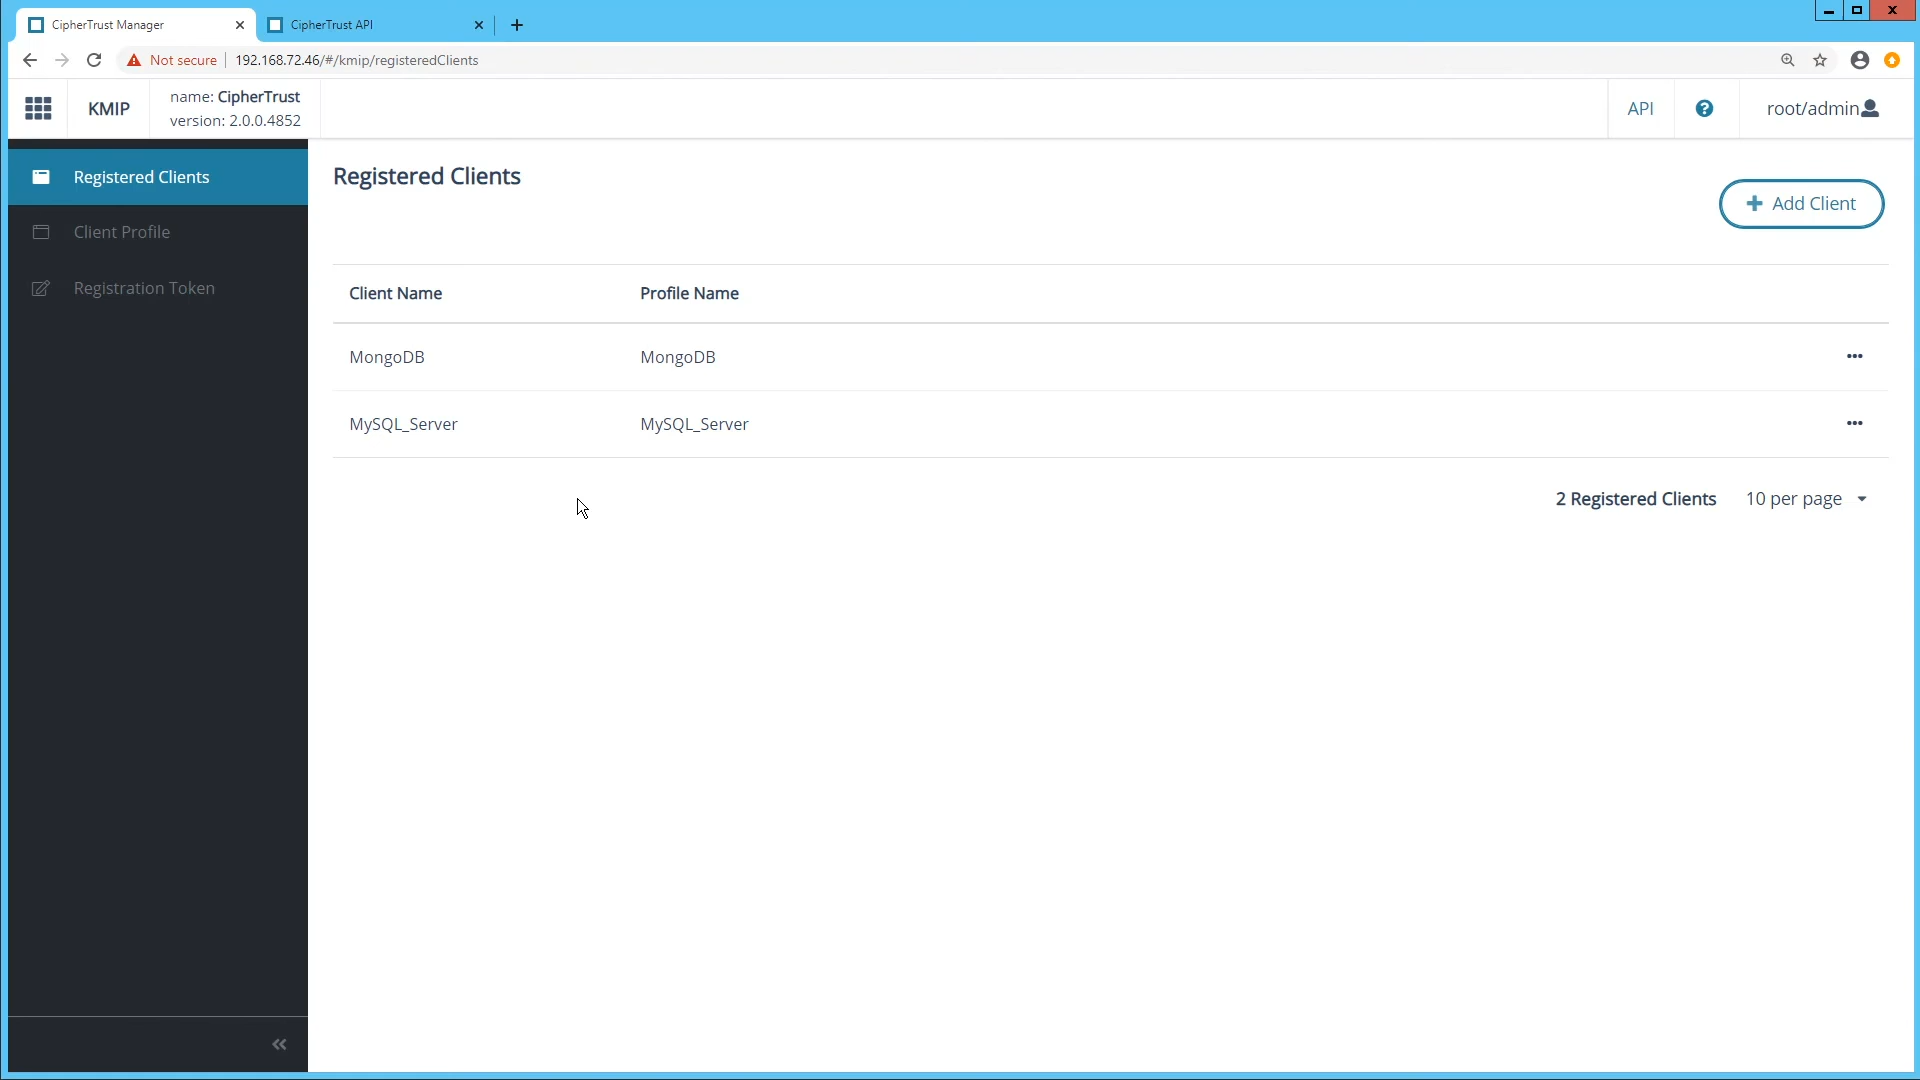 CipherTrust Manager
CipherTrust API
Not secure
192.168.72.46/#/kmip/registeredClients
KMIP
name: CipherTrust
version: 2.0.0.4852
API
root/admin
Registered Clients
Client Profile
Registration Token
Registered Clients
Add Client
Client Name Profile Name
MongoDB MongoDB
MySQL_Server MySQL_Server
2 Registered Clients 10 per page